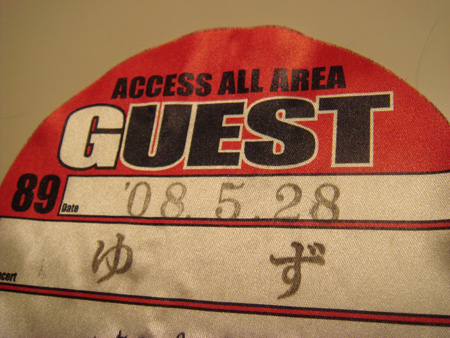 ACCESS ALL AREA
GUEST
89 Date '08.5.28
ゆ ず